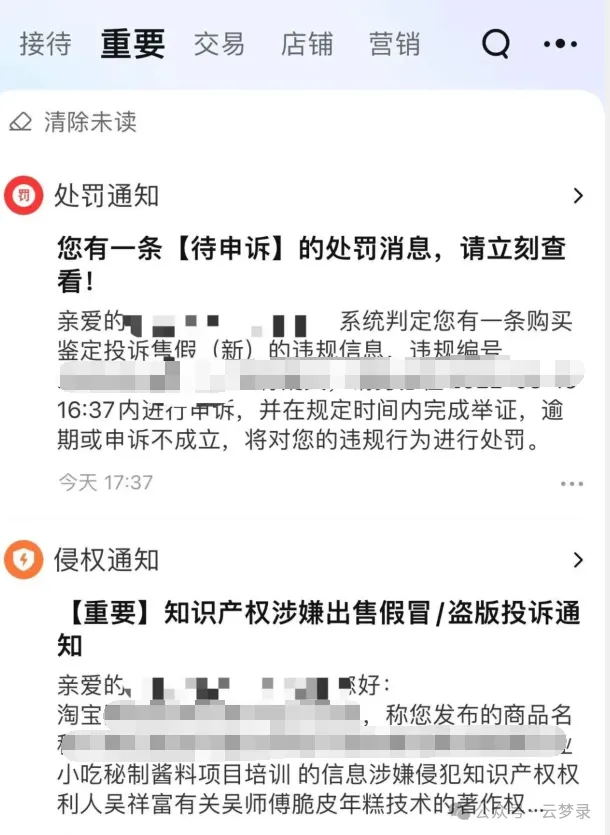 接待 重要 交易 店铺 营销
清除未读
罚 处罚通知
您有一条【待申诉】的处罚消息，请立刻查
看！
亲爱的 系统判定您有一条购买
鉴定投诉售假（新）的违规信息，违规编号
16:37内进行申诉，并在规定时间内完成举证，逾
期或申诉不成立，将对您的违规行为进行处罚。
今天 17:37
侵权通知
【重要】知识产权涉嫌出售假冒/盗版投诉通
知
亲爱的 您好：
淘宝 ，称您发布的商品名
小吃秘制酱料项目培训 的信息涉嫌侵犯知识产权权
利人吴祥富有关吴师傅脆皮年糕技术的著作权...
公众号 云梦录